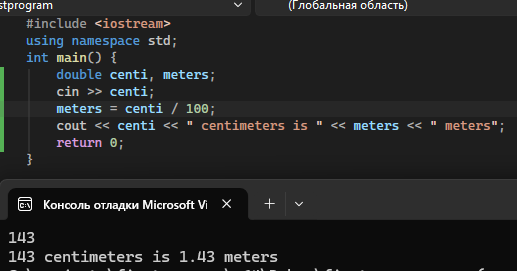 stprogram (Глобальная область)
#include <iostream>
using namespace std;
int main() {
double centi, meters;
cin >> centi;
meters = centi / 100;
cout << centi << " centimeters is " << meters << " meters";
return 0;
}
Консоль отладки Microsoft Vi
143
143 centimeters is 1.43 meters